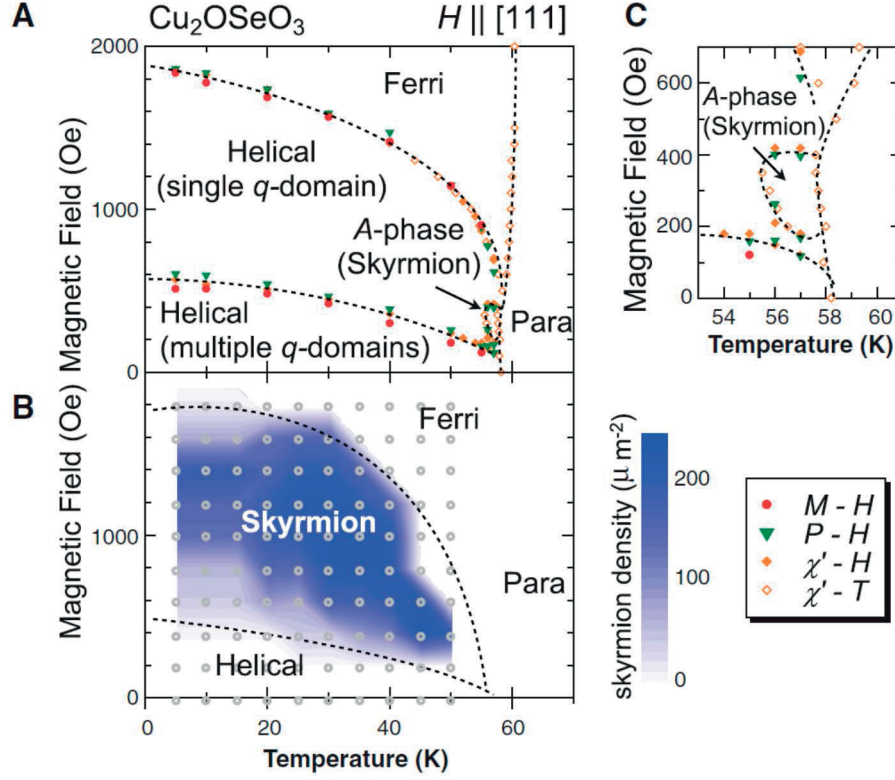 A
Cu₂OSeO₃
H || [111]
Magnetic Field (Oe)
2000
1000
0
Ferri
Helical
(single q-domain)
A-phase
(Skyrmion)
Helical
(multiple q-domains)
Para
B
Magnetic Field (Oe)
1000
0
Ferri
Skyrmion
Para
Helical
0
20
40
60
Temperature (K)
C
Magnetic Field (Oe)
600
400
200
0
A-phase
(Skyrmion)
54
56
58
60
Temperature (K)
skyrmion density (μ m⁻²)
200
100
0
M - H
P - H
χ' - H
χ' - T